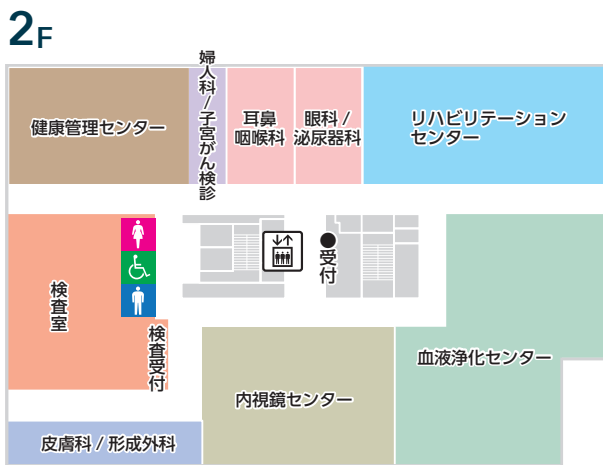 2F
健康管理センター
婦人科/子宮がん検診
耳鼻
咽喉科
眼科/
泌尿器科
リハビリテーション
センター
検査室
受付
検査受付
血液浄化センター
内視鏡センター
皮膚科/形成外科